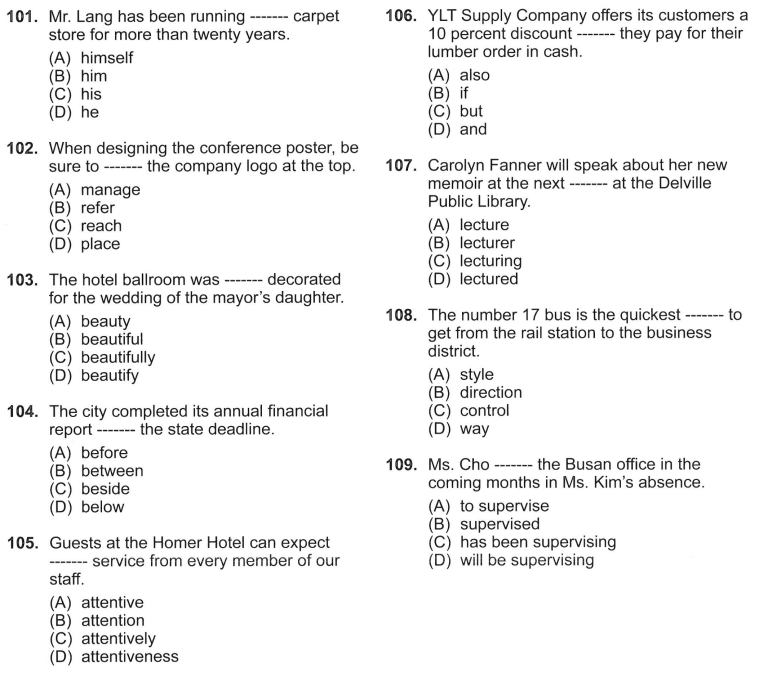 101. Mr. Lang has been running ------- carpet
store for more than twenty years.
(A) himself
(B) him
(C) his
(D) he
102. When designing the conference poster, be
sure to ------- the company logo at the top.
(A) manage
(B) refer
(C) reach
(D) place
103. The hotel ballroom was ------- decorated
for the wedding of the mayor's daughter.
(A) beauty
(B) beautiful
(C) beautifully
(D) beautify
104. The city completed its annual financial
report ------- the state deadline.
(A) before
(B) between
(C) beside
(D) below
105. Guests at the Homer Hotel can expect
------- service from every member of our
staff.
(A) attentive
(B) attention
(C) attentively
(D) attentiveness
106. YLT Supply Company offers its customers a
10 percent discount ------- they pay for their
lumber order in cash.
(A) also
(B) if
(C) but
(D) and
107. Carolyn Fanner will speak about her new
memoir at the next ------- at the Delville
Public Library.
(A) lecture
(B) lecturer
(C) lecturing
(D) lectured
108. The number 17 bus is the quickest ------- to
get from the rail station to the business
district.
(A) style
(B) direction
(C) control
(D) way
109. Ms. Cho ------- the Busan office in the
coming months in Ms. Kim's absence.
(A) to supervise
(B) supervised
(C) has been supervising
(D) will be supervising